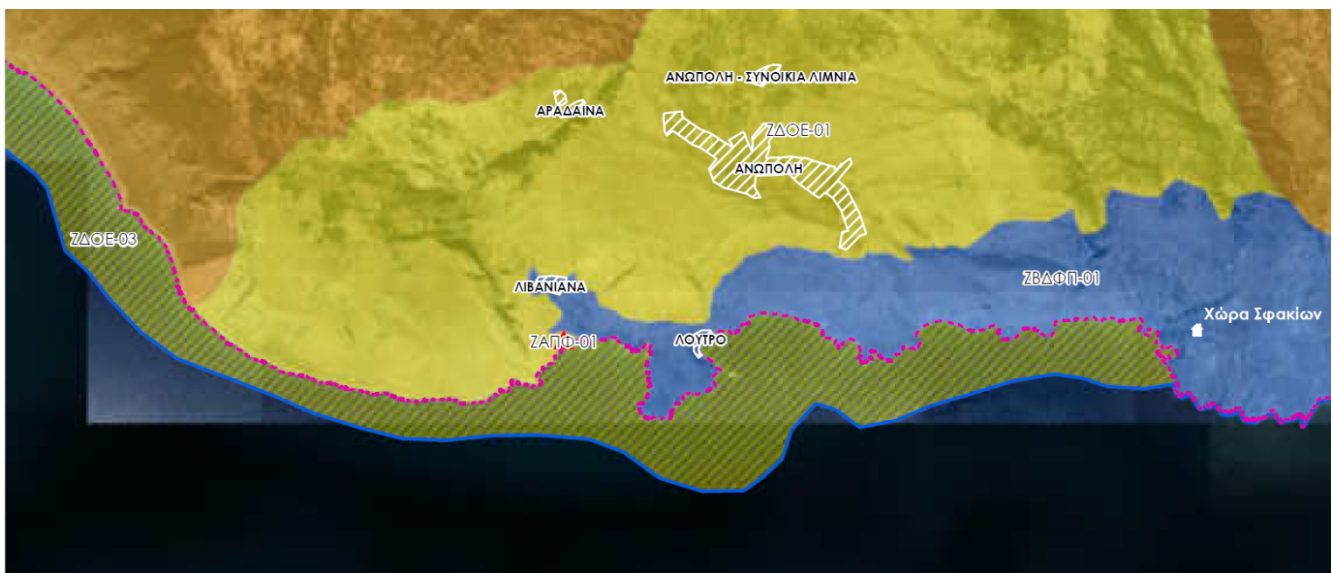 ΑΝΩΠΟΛΗ - ΣΥΝΟΙΚΙΑ ΛΙΜΝΙΑ
ΑΡΑΔΑΙΝΑ
ΖΔΟΕ-01
ΑΝΩΠΟΛΗ
ΖΔΟΕ-03
ΖΒΔΦΠ-01
ΛΙΒΑΝΙΑΝΑ
Χώρα Σφακίων
ΖΑΠΦ-01
ΛΟΥΤΡΟ